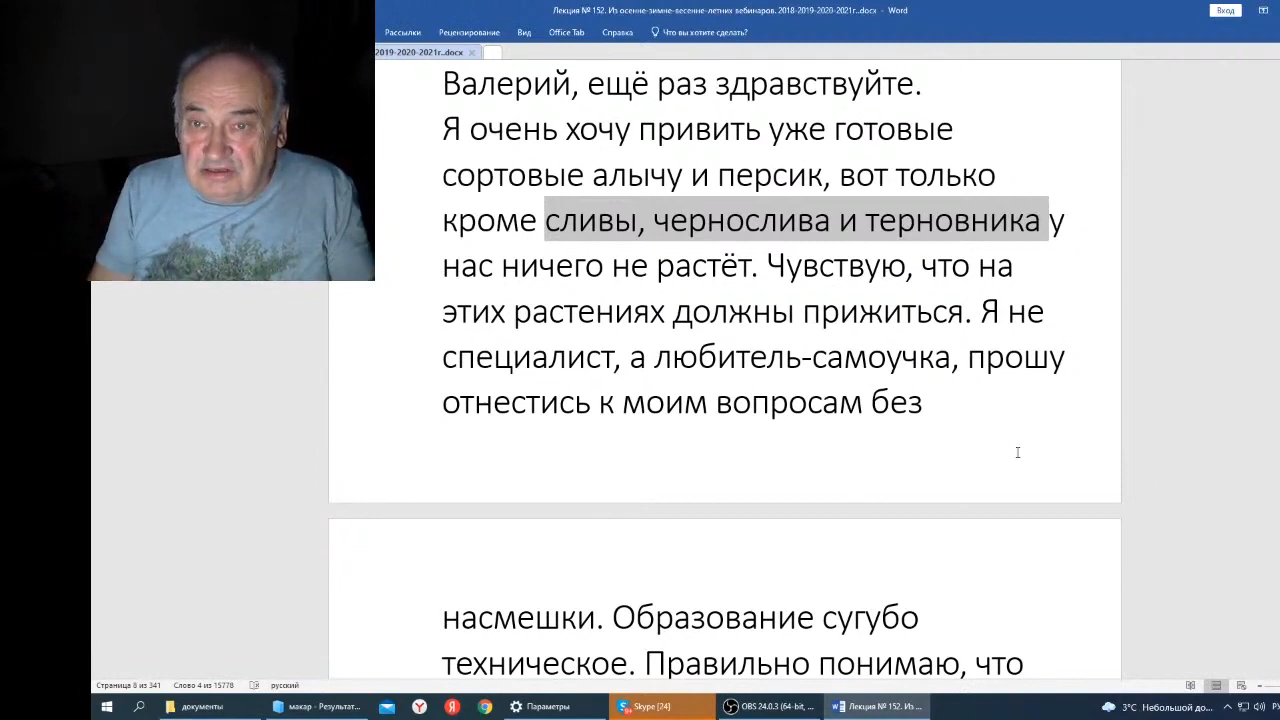 Лекция № 152. Из осенне-зимне-весенне-летних вебинаров. 2018-2019-2020-2021г..docx - Word
Вход
Рассылки Рецензирование Вид Office Tab Справка Что вы хотите сделать?
2019-2020-2021г..docx
Валерий, ещё раз здравствуйте.
Я очень хочу привить уже готовые
сортовые алычу и персик, вот только
кроме сливы, чернослива и терновника у
нас ничего не растёт. Чувствую, что на
этих растениях должны прижиться. Я не
специалист, а любитель-самоучка, прошу
отнестись к моим вопросам без
насмешки. Образование сугубо
техническое. Правильно понимаю, что
Страница 8 из 341 Слово 4 из 15778 русский
документы макар - Результат... Параметры Skype [24] OBS 24.0.3 (64-bit, ... Лекция № 152. Из ... 3°C Небольшой до...